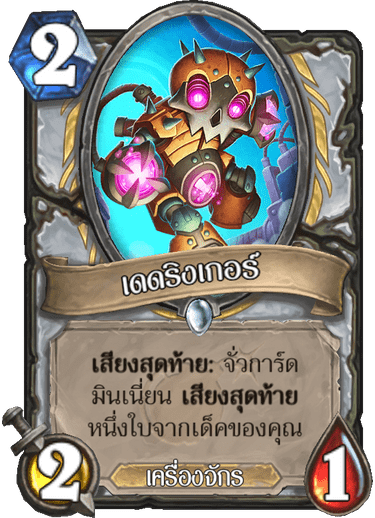 2
เดดริงเกอร์
เสียงสุดท้าย: จั่วการ์ด
มินเนี่ยน เสียงสุดท้าย
หนึ่งใบจากเด็คของคุณ
2
เครื่องจักร
1